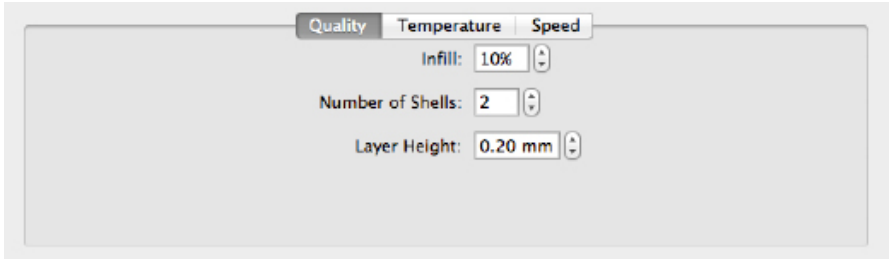 Quality Temperature Speed
Infill: 10%
Number of Shells: 2
Layer Height: 0.20 mm